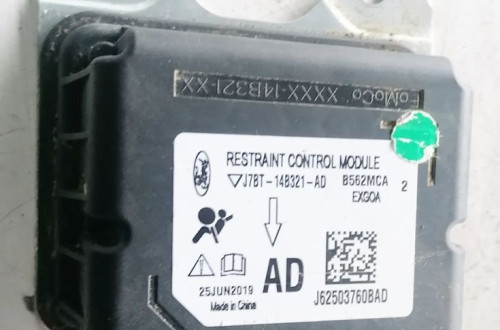 FoMoCo XXXX-14B321-XX
RESTRAINT CONTROL MODULE
J7BT-14B321-AD B562MCA 2
EXGOA
AD
25JUN2019
Made in China
J62503760BAD